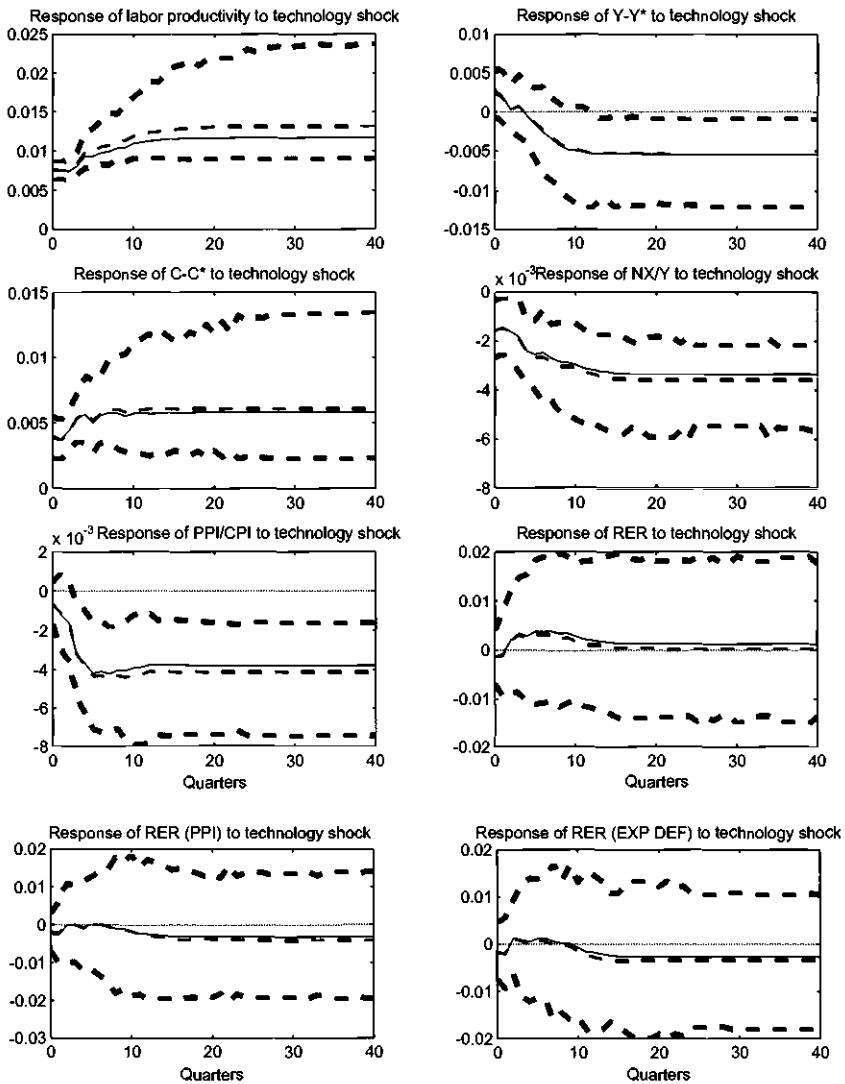 Response of labor productivity to technology shock
0.025
0.02
0.015
0.01
0.005
0
0 10 20 30 40
Response of Y-Y* to technology shock
0.01
0.005
0
-0.005
-0.01
-0.015
0 10 20 30 40
Response of C-C* to technology shock
0.015
0.01
0.005
0
0 10 20 30 40
x 10⁻³ Response of NX/Y to technology shock
0
-2
-4
-6
-8
0 10 20 30 40
x 10⁻³ Response of PPI/CPI to technology shock
2
0
-2
-4
-6
-8
0 10 20 30 40
Quarters
Response of RER to technology shock
0.02
0.01
0
-0.01
-0.02
0 10 20 30 40
Quarters
Response of RER (PPI) to technology shock
0.02
0.01
0
-0.01
-0.02
-0.03
0 10 20 30 40
Quarters
Response of RER (EXP DEF) to technology shock
0.02
0.01
0
-0.01
-0.02
0 10 20 30 40
Quarters